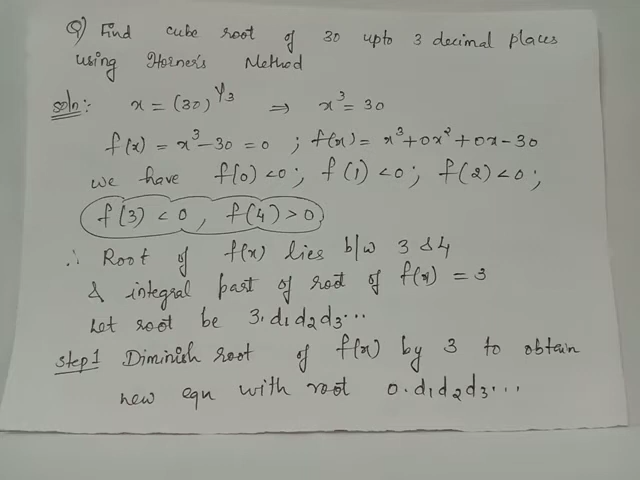 Q) Find cube root of 30 upto 3 decimal places
using Horner's Method
soln:- x = (30)^1/3 ⇒ x³ = 30
f(x) = x³-30 = 0 ; f(x) = x³+0x²+0x-30
we have f(0) <0; f(1) <0; f(2) <0;
f(3) < 0, f(4) > 0
∴ Root of f(x) lies b/w 3 & 4
& integral part of root of f(x) = 3
Let root be 3.d₁d₂d₃...
Step 1 Diminish root of f(x) by 3 to obtain
new eqn with root 0.d₁d₂d₃...